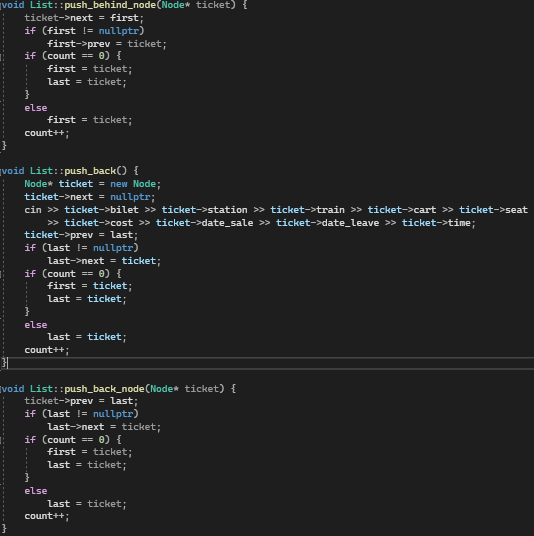 void List::push_behind_node(Node* ticket) {
    ticket->next = first;
    if (first != nullptr)
        first->prev = ticket;
    if (count == 0) {
        first = ticket;
        last = ticket;
    }
    else
        first = ticket;
    count++;
}
void List::push_back() {
    Node* ticket = new Node;
    ticket->next = nullptr;
    cin >> ticket->bilet >> ticket->station >> ticket->train >> ticket->cart >> ticket->seat
        >> ticket->cost >> ticket->date_sale >> ticket->date_leave >> ticket->time;
    ticket->prev = last;
    if (last != nullptr)
        last->next = ticket;
    if (count == 0) {
        first = ticket;
        last = ticket;
    }
    else
        last = ticket;
    count++;
}
void List::push_back_node(Node* ticket) {
    ticket->prev = last;
    if (last != nullptr)
        last->next = ticket;
    if (count == 0) {
        first = ticket;
        last = ticket;
    }
    else
        last = ticket;
    count++;
}